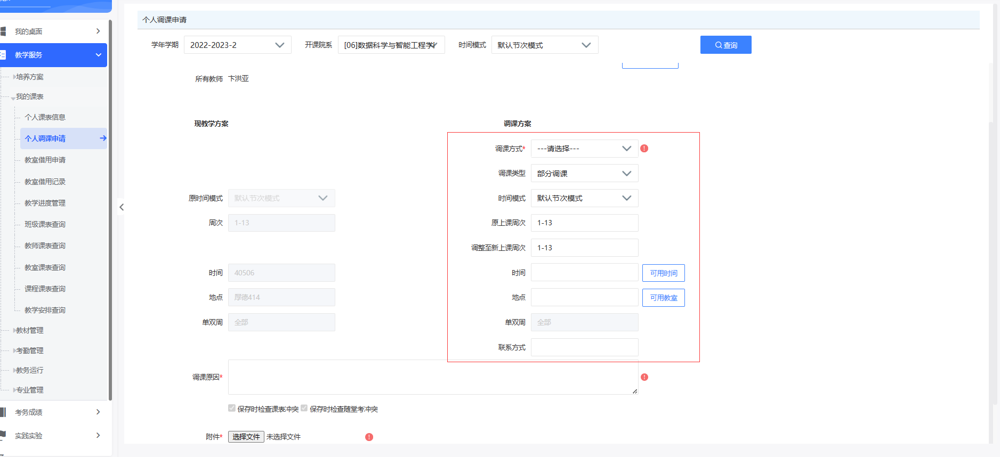 我的桌面
教学服务
培养方案
我的课表
个人课表信息
个人调课申请
教室借用申请
教室借用记录
教学进度管理
班级课表查询
教师课表查询
教室课表查询
课程课表查询
教学安排查询
教材管理
考勤管理
教务运行
专业管理
考务成绩
实践实验
个人调课申请
学年学期 2022-2023-2 开课院系 [06]数据科学与智能工程学 时间模式 默认节次模式 查询
所有教师 卞洪亚
现教学方案 调课方案
调课方式* ---请选择---
调课类型 部分调课
原时间模式 默认节次模式 时间模式 默认节次模式
周次 1-13 原上课周次 1-13
调整至新上课周次 1-13
时间 40506 时间 可用时间
地点 厚德414 地点 可用教室
单双周 全部 单双周 全部
联系方式
调课原因*
保存时检查课表冲突 保存时检查随堂考冲突
附件* 选择文件 未选择文件